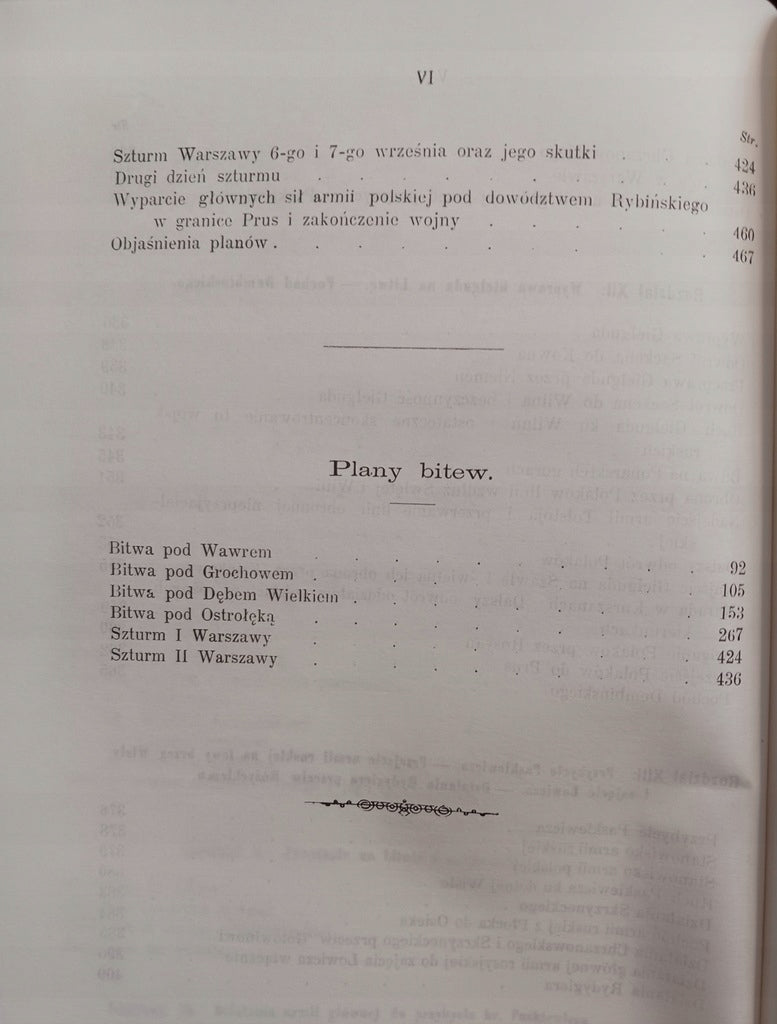 VI
Str.
Szturm Warszawy 6-go i 7-go września oraz jego skutki . . . 424
Drugi dzień szturmu . . . . . . . . 436
Wyparcie głównych sił armii polskiej pod dowództwem Rybińskiego
w granice Prus i zakończenie wojny . . . . . 460
Objaśnienia planów . . . . . . . . . 467
Plany bitew.
Bitwa pod Wawrem . . . . . . . . 92
Bitwa pod Grochowem . . . . . . . . 105
Bitwa pod Dębem Wielkiem . . . . . . . 153
Bitwa pod Ostrołęką . . . . . . . . 267
Szturm I Warszawy . . . . . . . . 424
Szturm II Warszawy . . . . . . . . 436